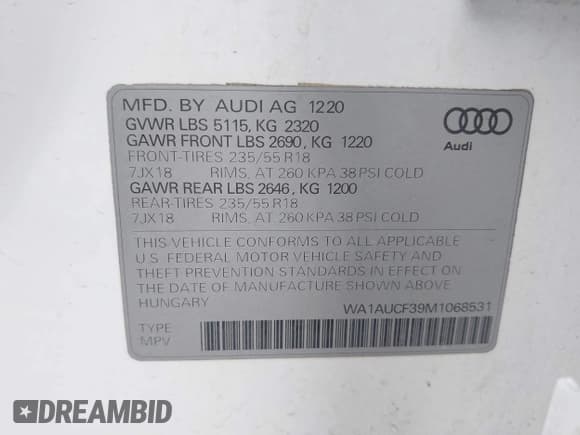 MFD. BY AUDI AG 1220
GVWR LBS 5115, KG 2320
GAWR FRONT LBS 2690, KG 1220
FRONT-TIRES 235/55 R18
7JX18 RIMS, AT 260 KPA 38 PSI COLD
GAWR REAR LBS 2646, KG 1200
REAR-TIRES 235/55 R18
7JX18 RIMS, AT 260 KPA 38 PSI COLD
Audi
THIS VEHICLE CONFORMS TO ALL APPLICABLE
U.S. FEDERAL MOTOR VEHICLE SAFETY AND
THEFT PREVENTION STANDARDS IN EFFECT ON
THE DATE OF MANUFACTURE SHOWN ABOVE
HUNGARY
WA1AUCF39M1068531
TYPE
MPV
DREAMBID